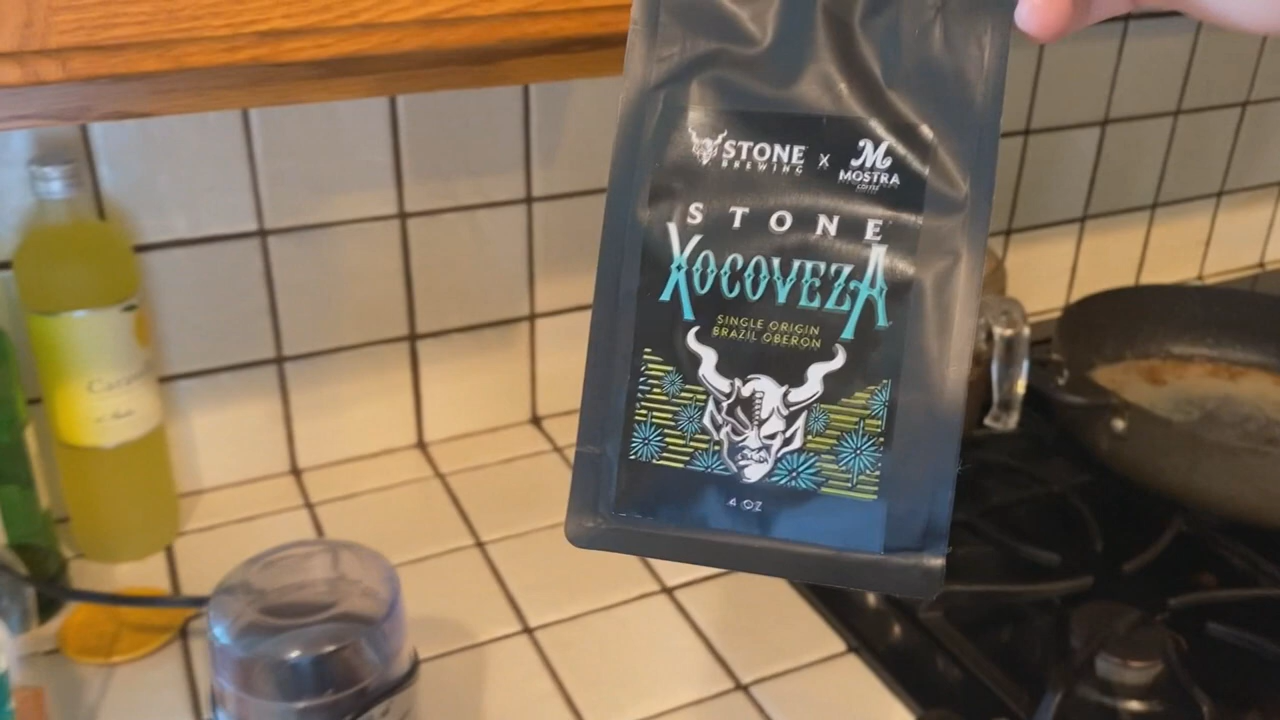 STONE BREWING X M MOSTRA COFFEE
STONE
XOCOVEZA
SINGLE ORIGIN
BRAZIL OBERON
4 OZ